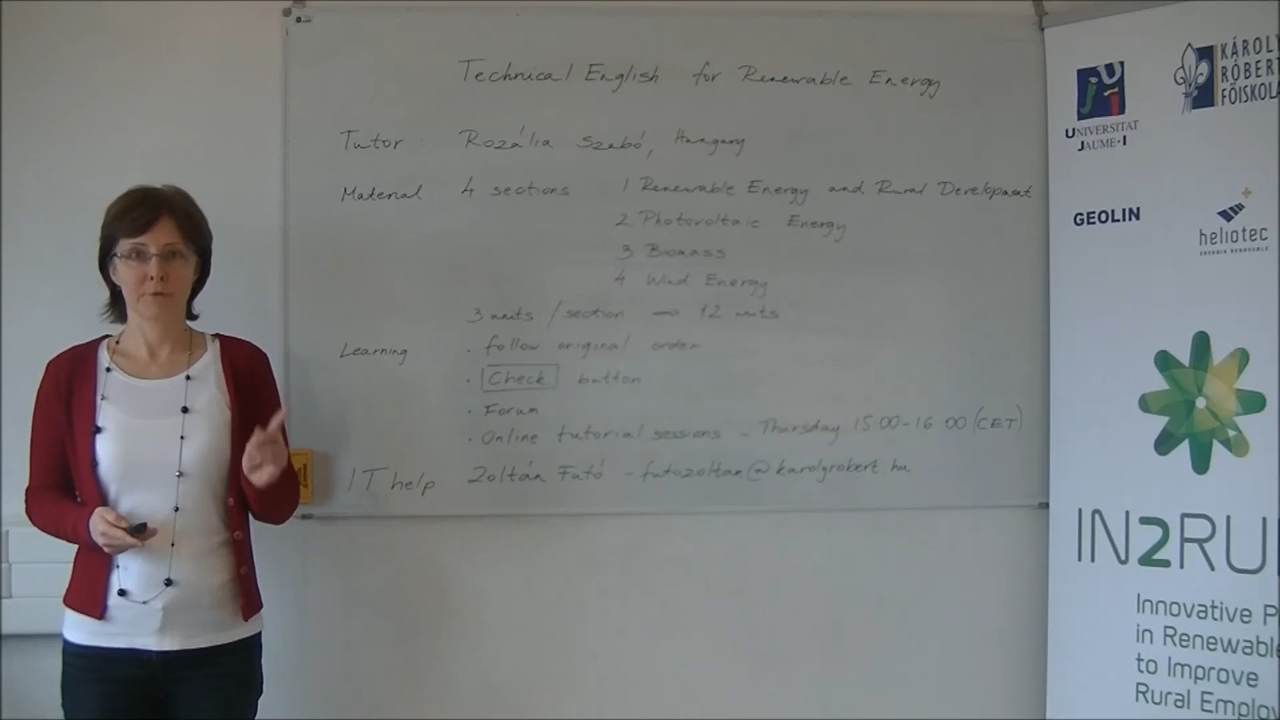 Technical English for Renewable Energy
Tutor Rozália Szabó, Hungary
Material 4 sections 1 Renewable Energy and Rural Development
2 Photovoltaic Energy
3 Biomass
4 Wind Energy
3 units / section → 12 units
Learning · follow original order
· Check button
· Forum
· Online tutorial sessions - Thursday 15 00-16 00 (CET)
IT help Zoltán Futó - futozoltan@karolyrobert.hu
UNIVERSITAT
JAUME·I
KÁROLY
RÓBERT
FŐISKOLA
GEOLIN
heliotec
ENERGIA RENOVABLE
IN2RU
Innovative P
in Renewable
to Improve
Rural Employ